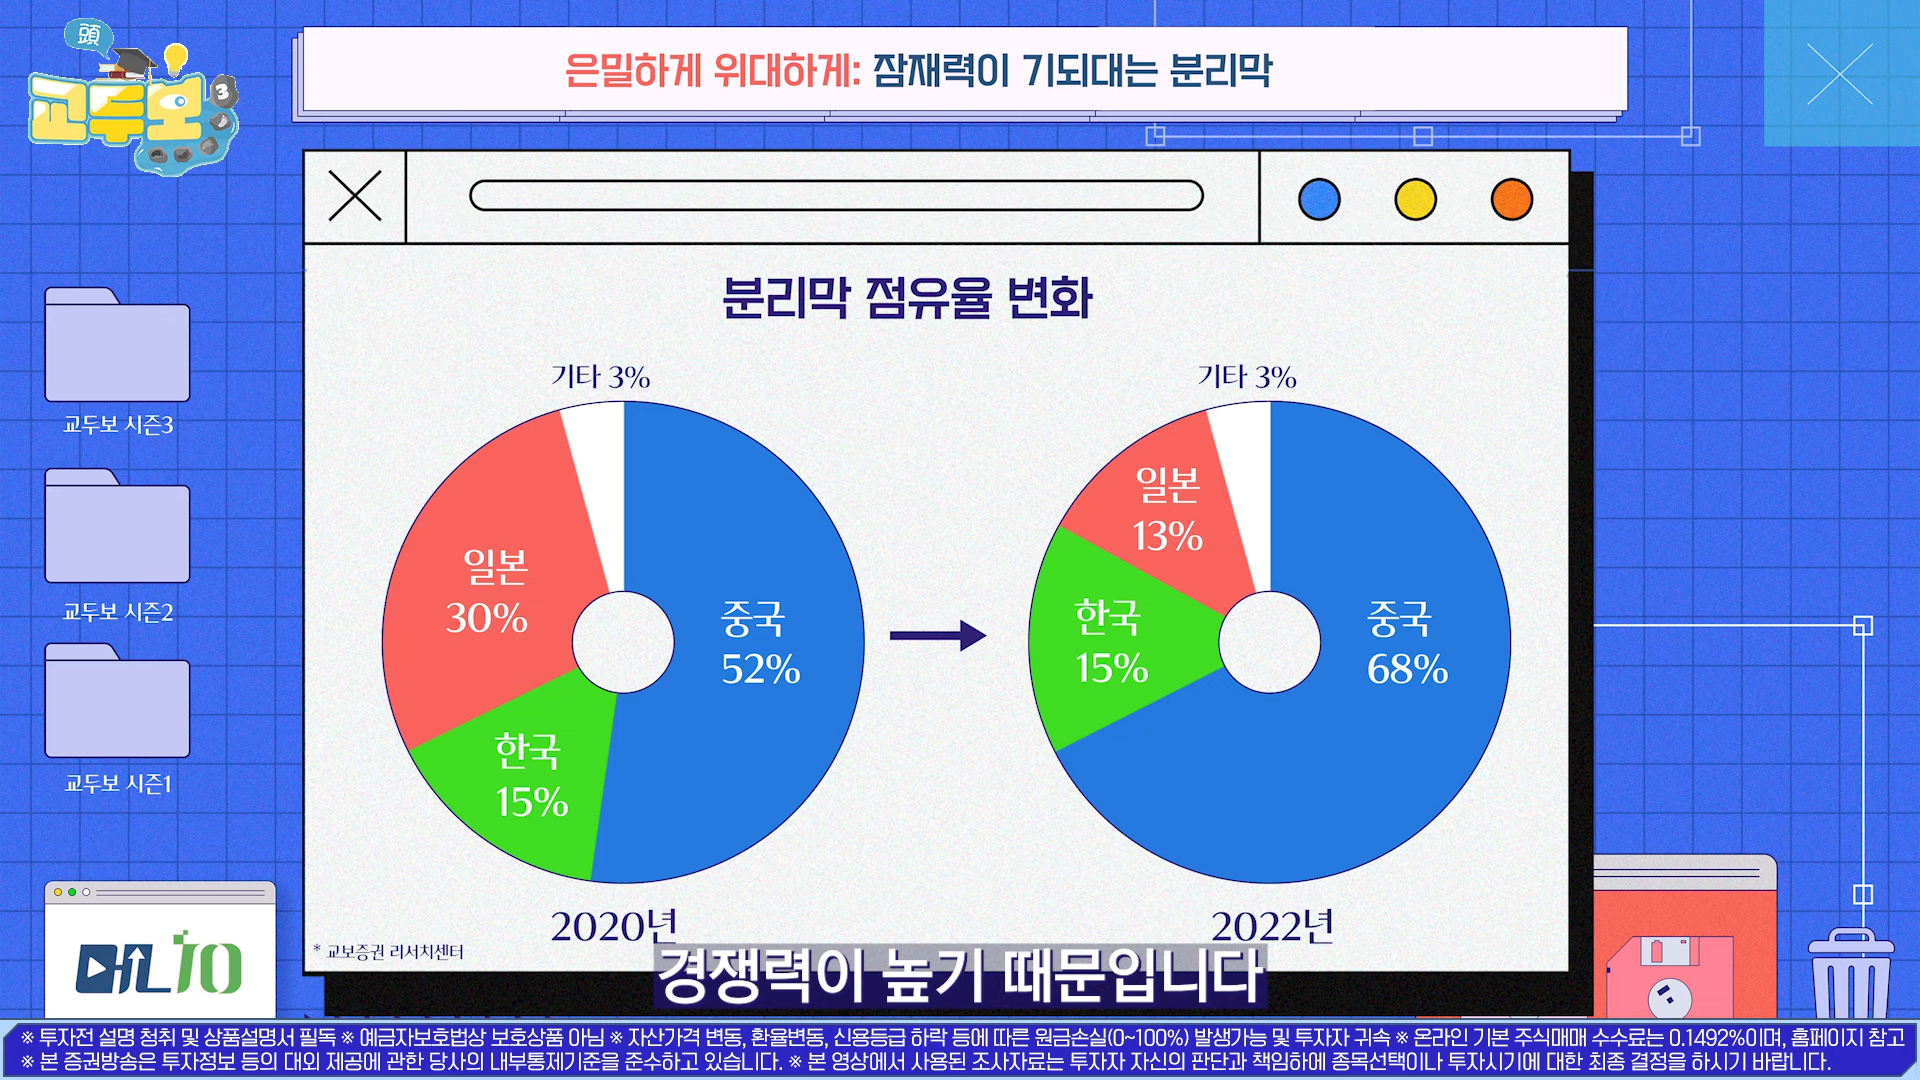 頭
교두보
3
은밀하게 위대하게: 잠재력이 기되대는 분리막
분리막 점유율 변화
기타 3%
일본
30%
중국
52%
한국
15%
2020년
기타 3%
일본
13%
한국
15%
중국
68%
2022년
교두보 시즌3
교두보 시즌2
교두보 시즌1
* 교보증권 리서치센터
경쟁력이 높기 때문입니다
※ 투자전 설명 청취 및 상품설명서 필독 ※ 예금자보호법상 보호상품 아님 ※ 자산가격 변동, 환율변동, 신용등급 하락 등에 따른 원금손실(0~100%) 발생가능 및 투자자 귀속 ※ 온라인 기본 주식매매 수수료는 0.1492%이며, 홈페이지 참고
※ 본 증권방송은 투자정보 등의 대외 제공에 관한 당사의 내부통제기준을 준수하고 있습니다. ※ 본 영상에서 사용된 조사자료는 투자자 자신의 판단과 책임하에 종목선택이나 투자시기에 대한 최종 결정을 하시기 바랍니다.